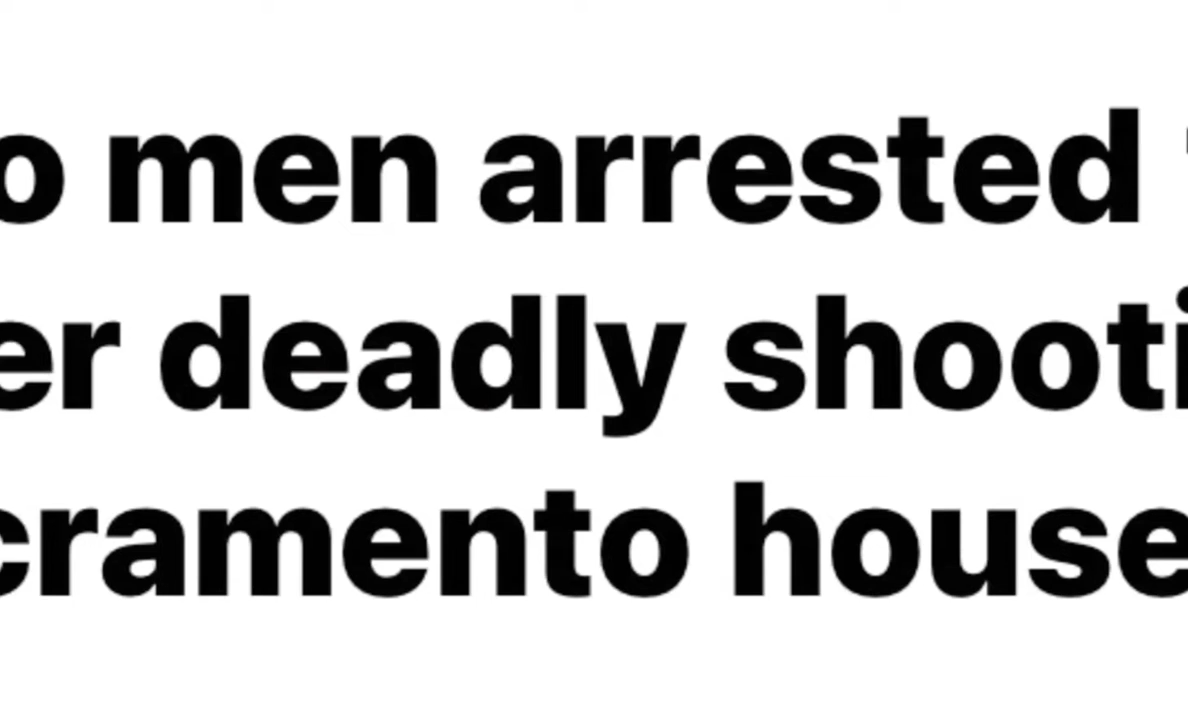 o men arrested
er deadly shooti
cramento house